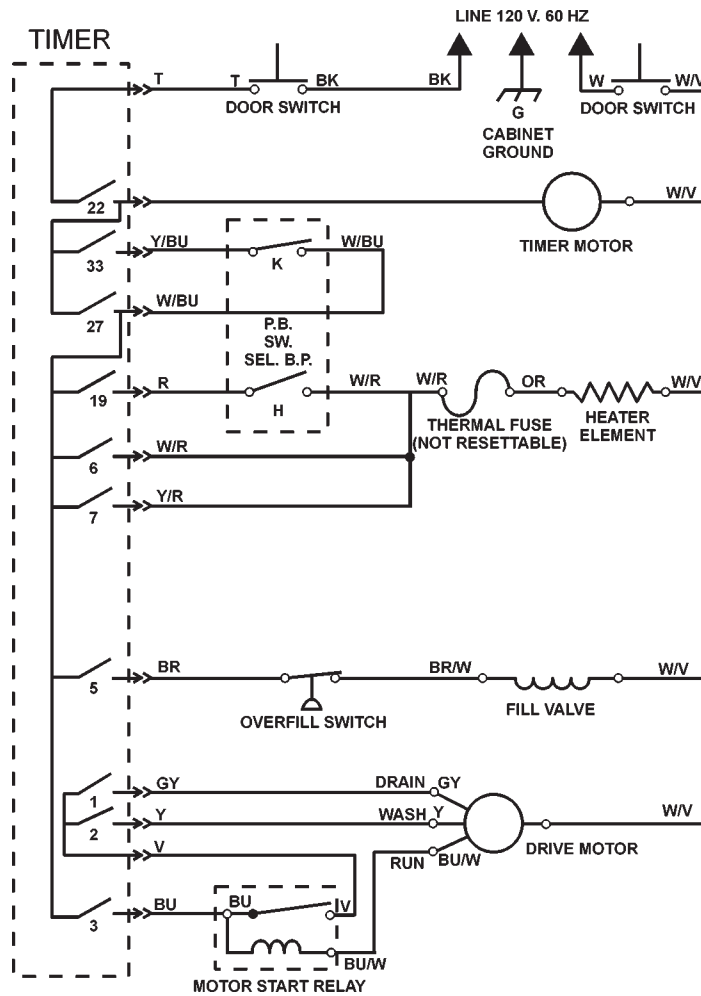 LINE 120 V. 60 HZ
TIMER
T
T
BK
BK
W
W/V
DOOR SWITCH
G
CABINET
GROUND
DOOR SWITCH
22
W/V
TIMER MOTOR
33
Y/BU
K
W/BU
27
W/BU
P.B.
SW.
SEL. B.P.
19
R
H
W/R
W/R
OR
W/V
THERMAL FUSE
(NOT RESETTABLE)
HEATER
ELEMENT
6
W/R
7
Y/R
5
BR
BR/W
W/V
OVERFILL SWITCH
FILL VALVE
1
GY
DRAIN
GY
2
Y
WASH
Y
W/V
V
RUN
BU/W
DRIVE MOTOR
3
BU
BU
V
BU/W
MOTOR START RELAY